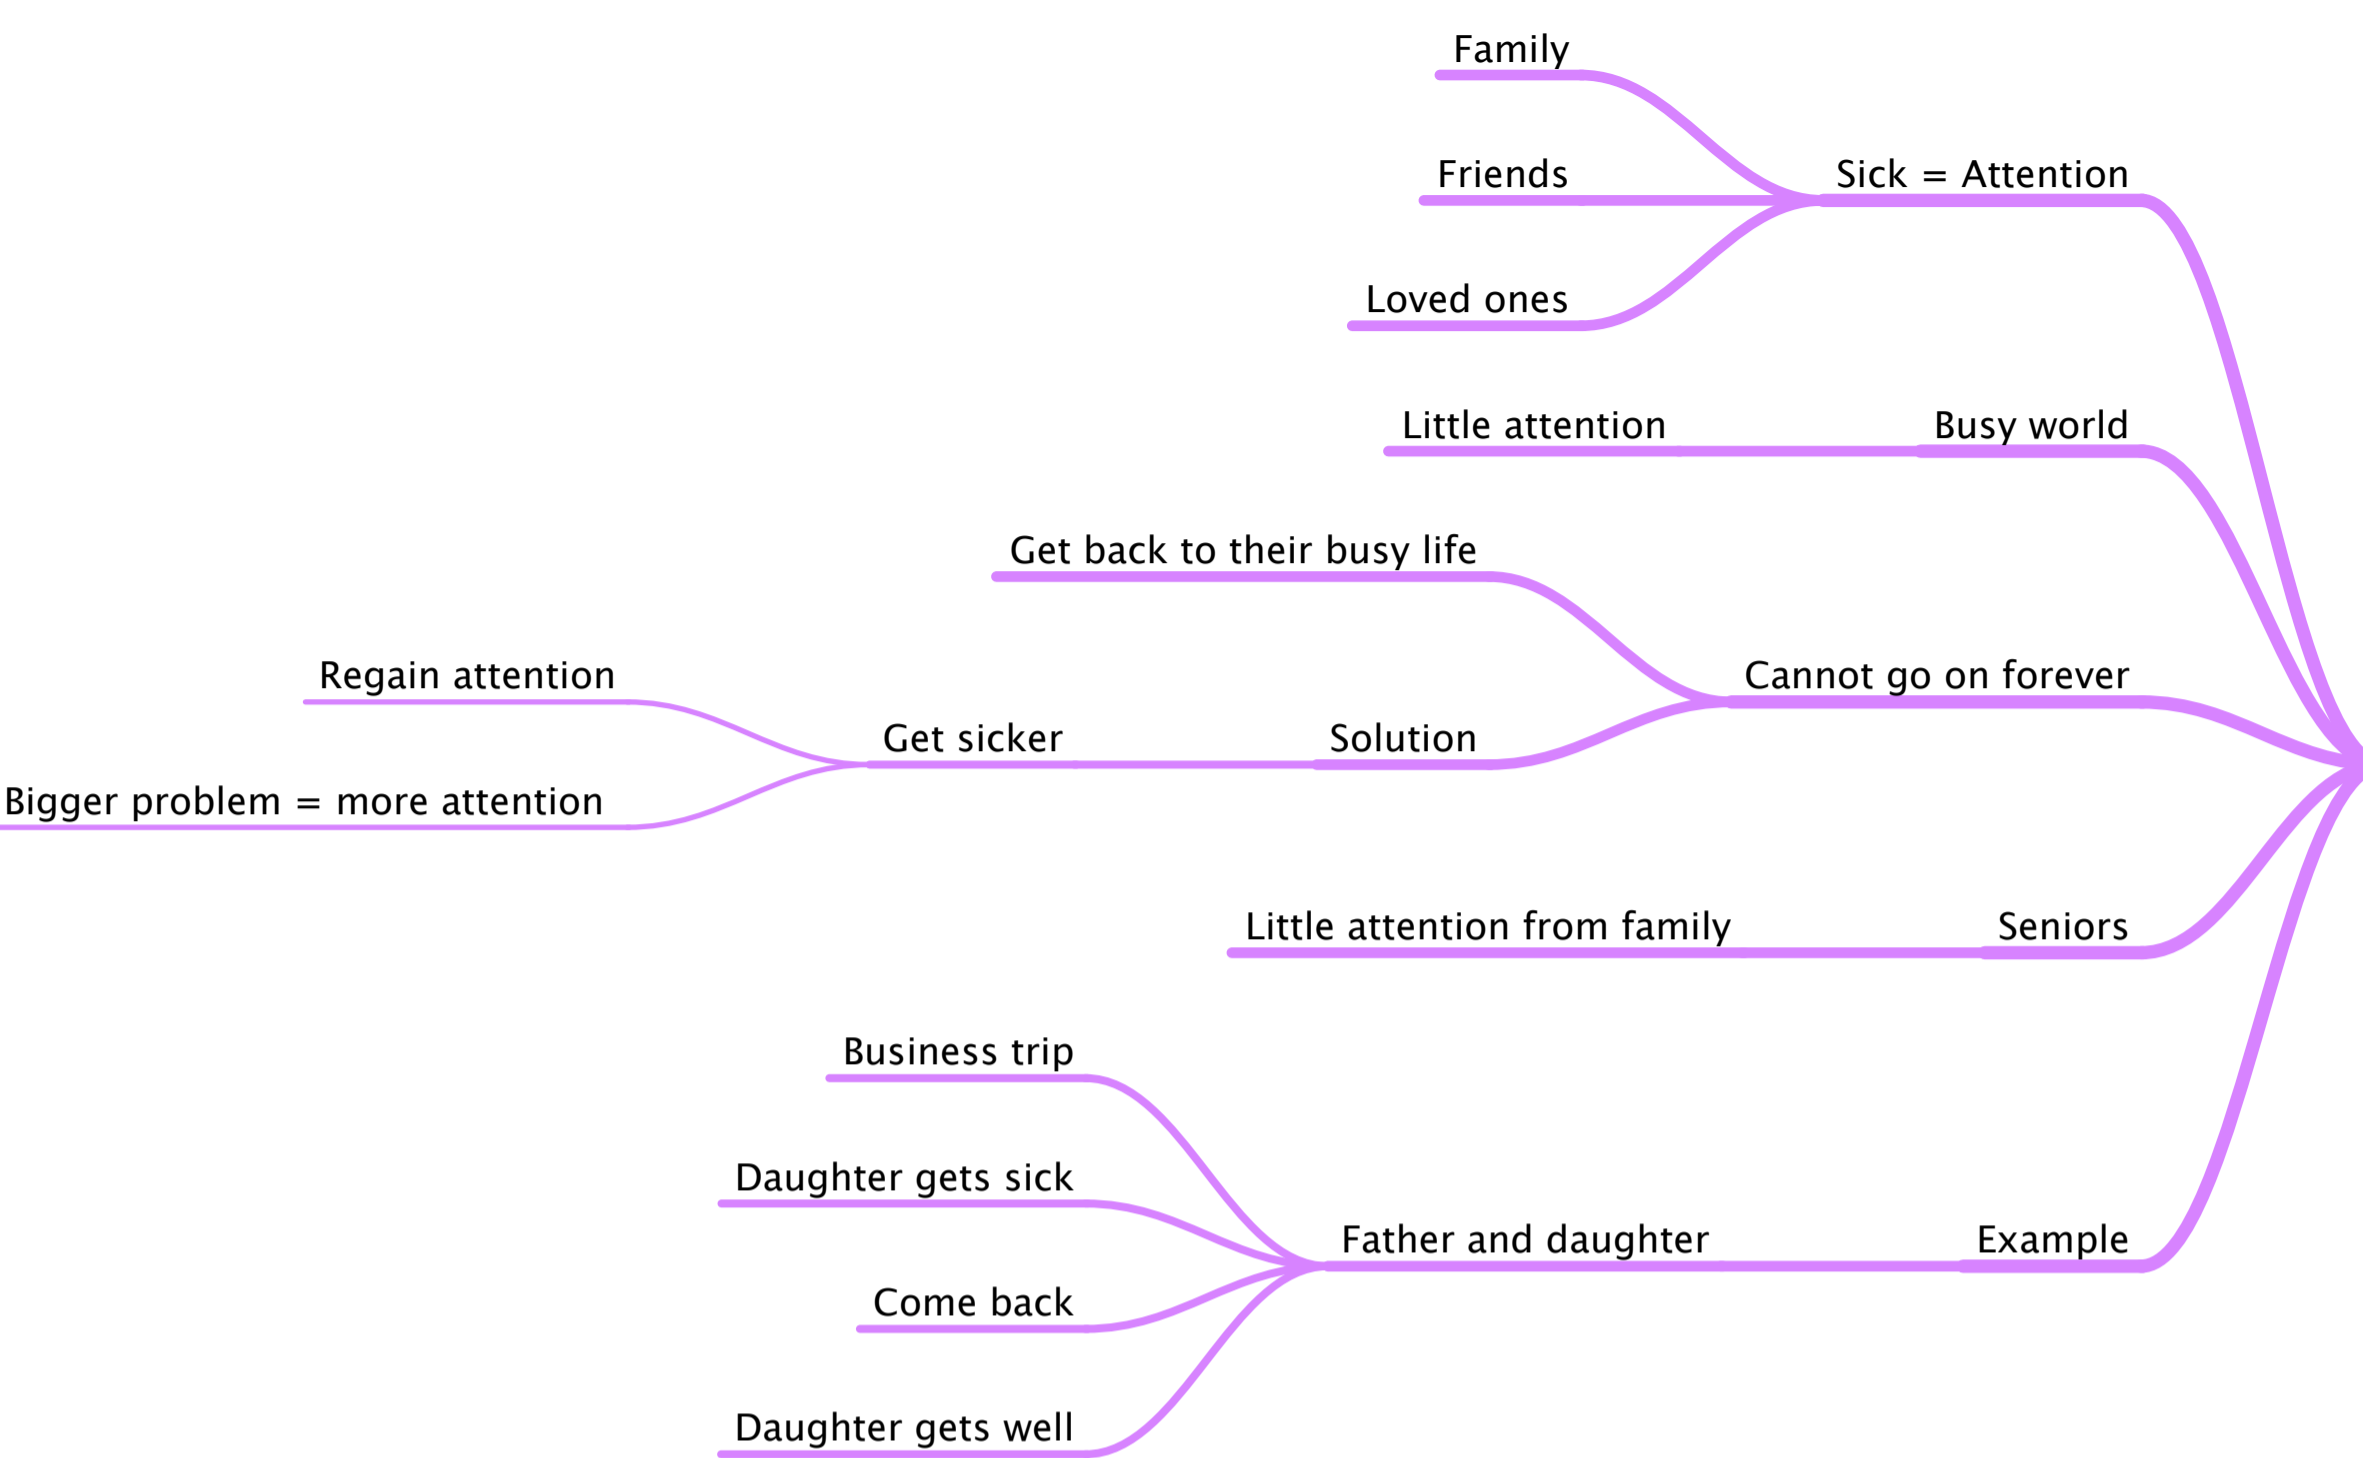 Family
Friends
Sick = Attention
Loved ones
Little attention
Busy world
Get back to their busy life
Regain attention
Cannot go on forever
Get sicker
Solution
Bigger problem = more attention
Little attention from family
Seniors
Business trip
Daughter gets sick
Father and daughter
Example
Come back
Daughter gets well